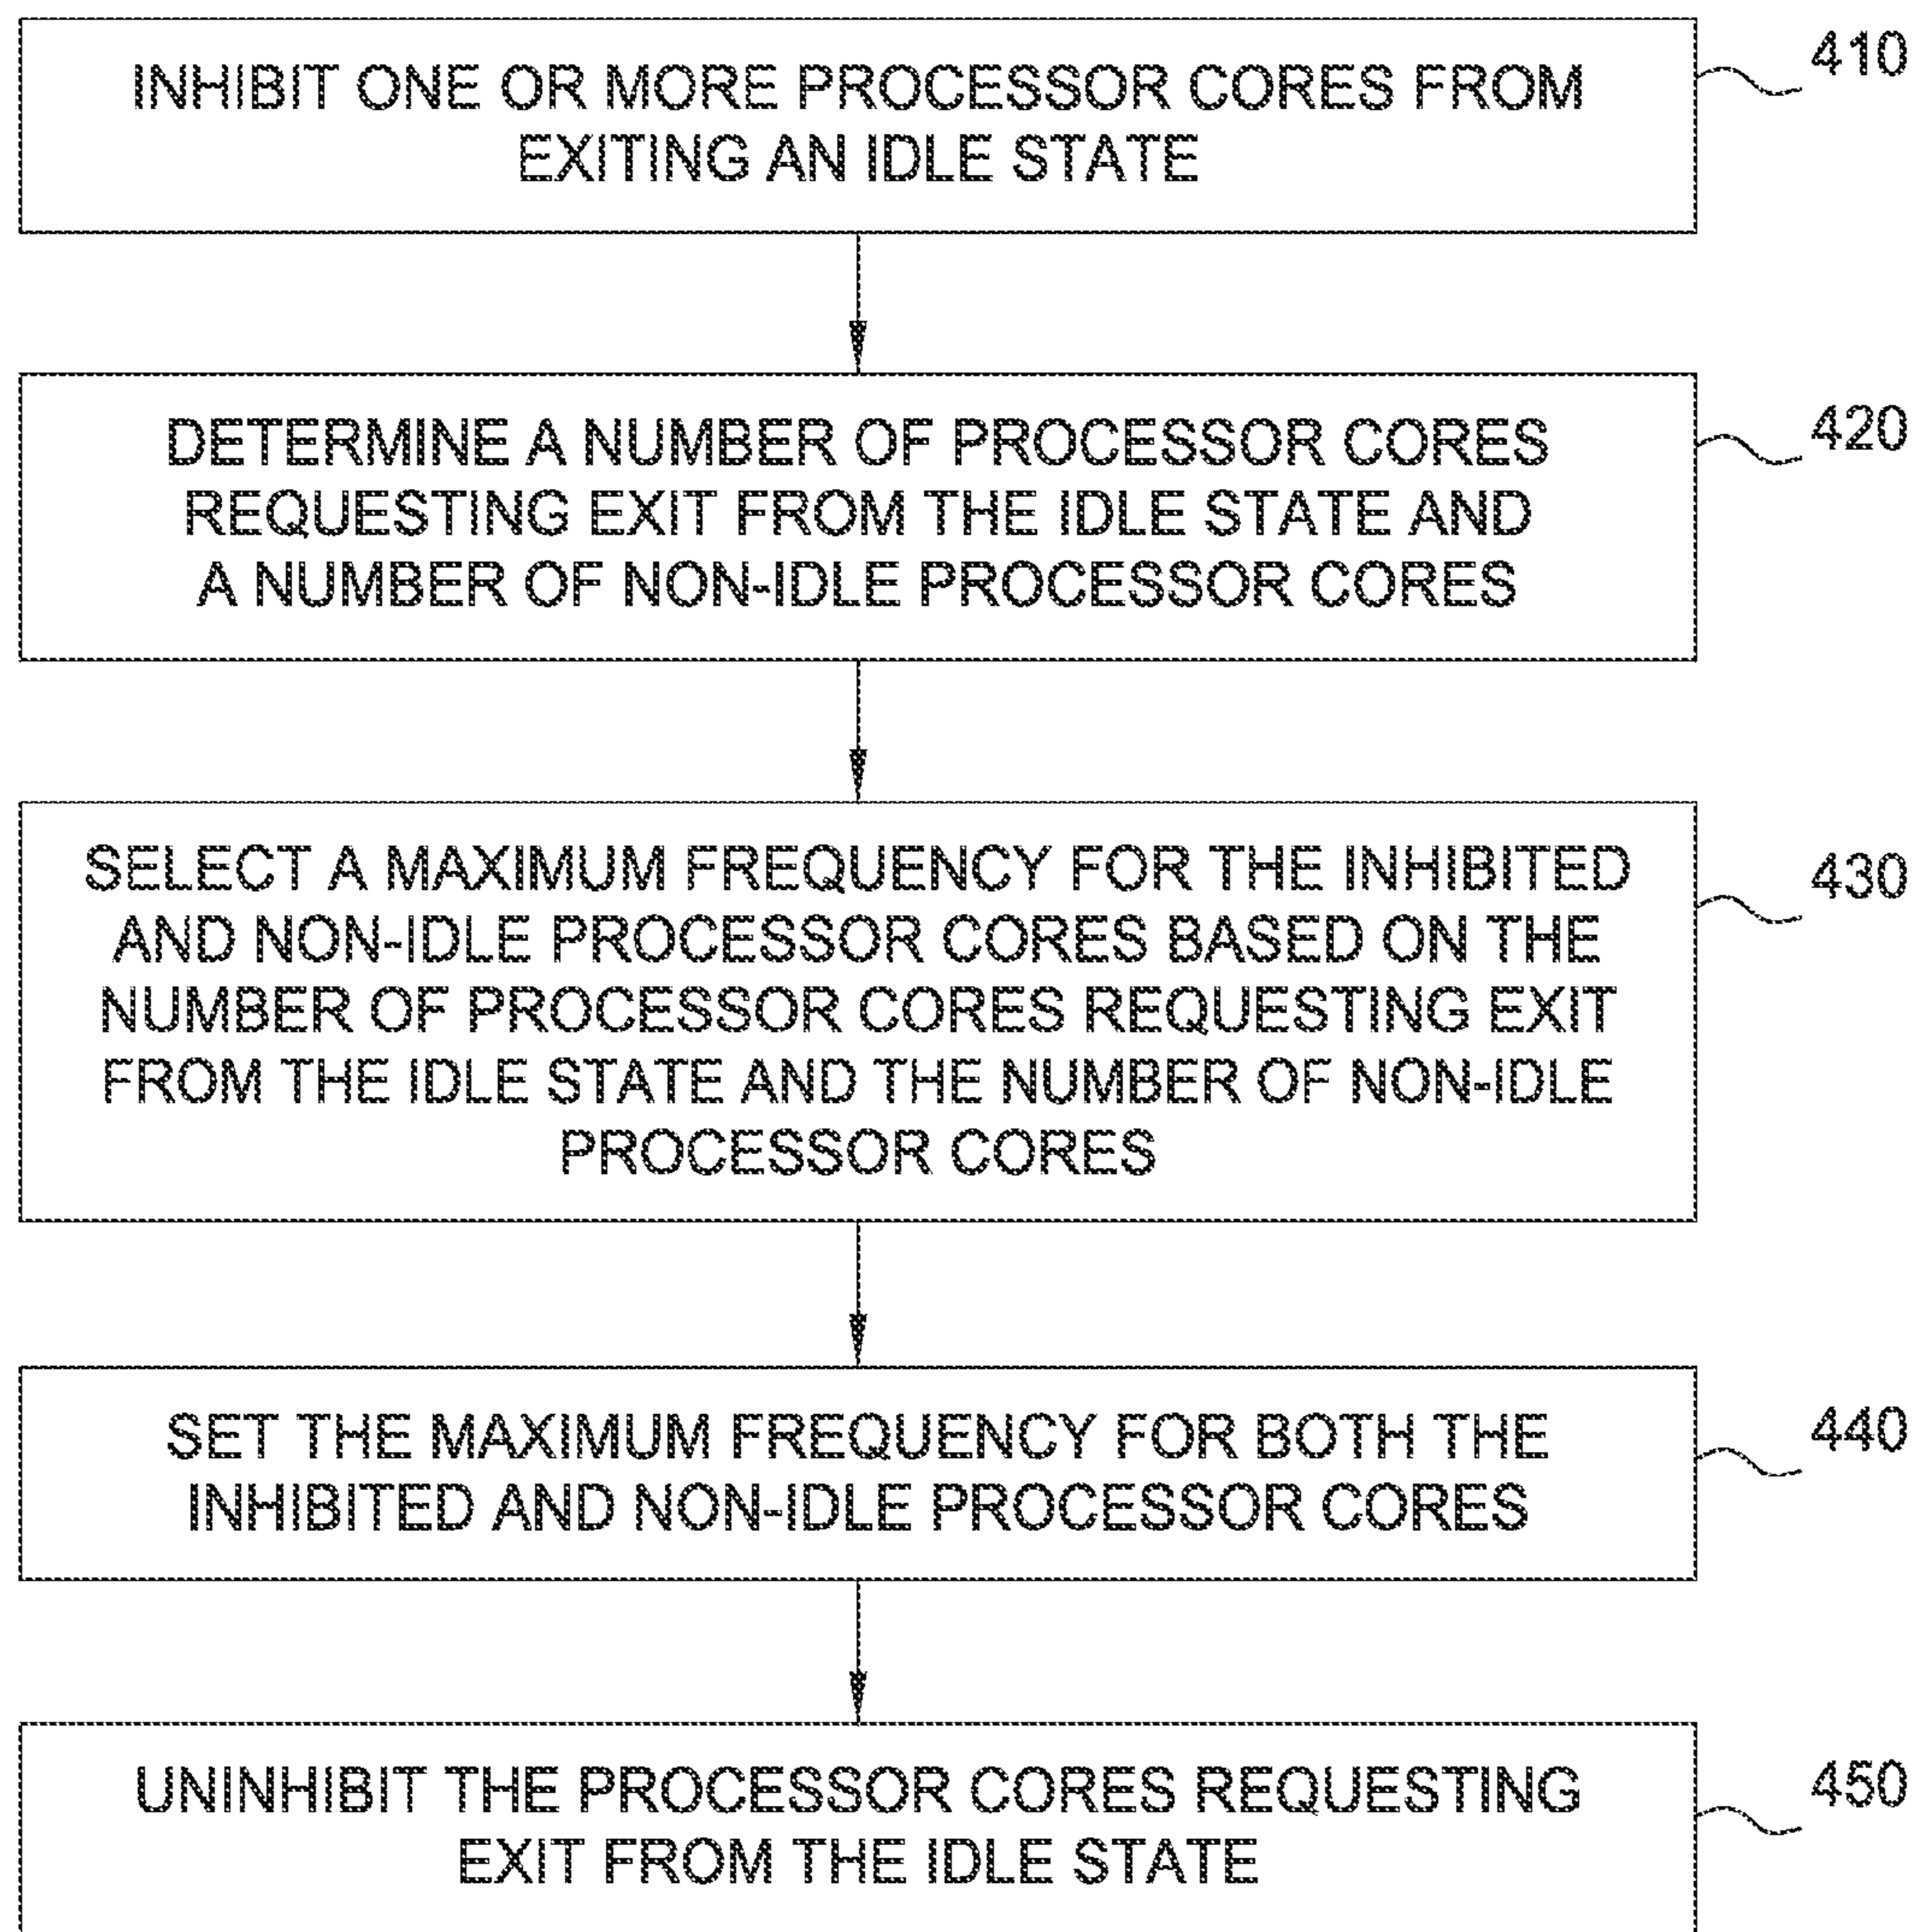 INHIBIT ONE OR MORE PROCESSOR CORES FROM
EXITING AN IDLE STATE
410
DETERMINE A NUMBER OF PROCESSOR CORES
REQUESTING EXIT FROM THE IDLE STATE AND
A NUMBER OF NON-IDLE PROCESSOR CORES
420
SELECT A MAXIMUM FREQUENCY FOR THE INHIBITED
AND NON-IDLE PROCESSOR CORES BASED ON THE
NUMBER OF PROCESSOR CORES REQUESTING EXIT
FROM THE IDLE STATE AND THE NUMBER OF NON-IDLE
PROCESSOR CORES
430
SET THE MAXIMUM FREQUENCY FOR BOTH THE
INHIBITED AND NON-IDLE PROCESSOR CORES
440
UNINHIBIT THE PROCESSOR CORES REQUESTING
EXIT FROM THE IDLE STATE
450